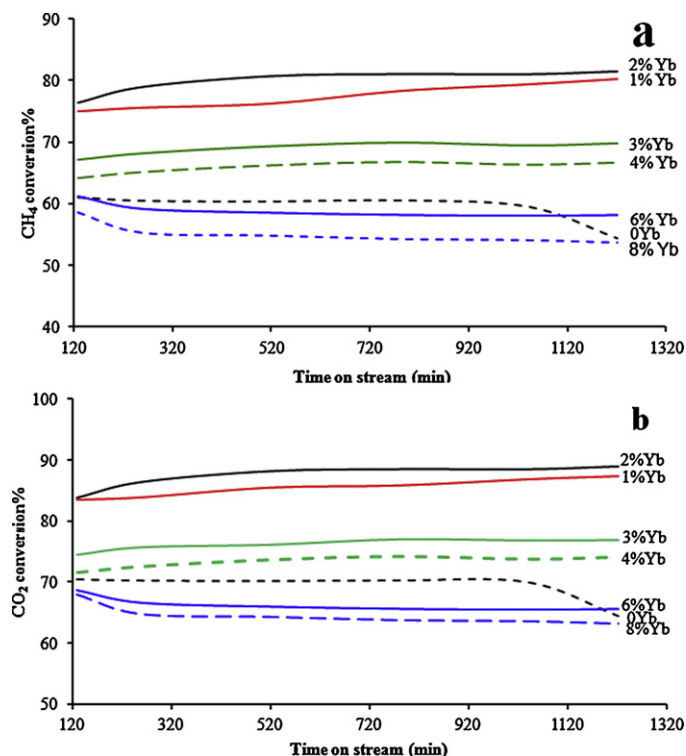 a
90
80
70
60
50
40
CH₄ conversion%
2% Yb
1% Yb
3%Yb
4% Yb
6% Yb
0Yb
8% Yb
120 320 520 720 920 1120 1320
Time on stream (min)
b
100
90
80
70
60
50
CO₂ conversion%
2%Yb
1%Yb
3%Yb
4%Yb
6%Yb
0Yb
8%Yb
120 320 520 720 920 1120 1320
Time on stream (min)